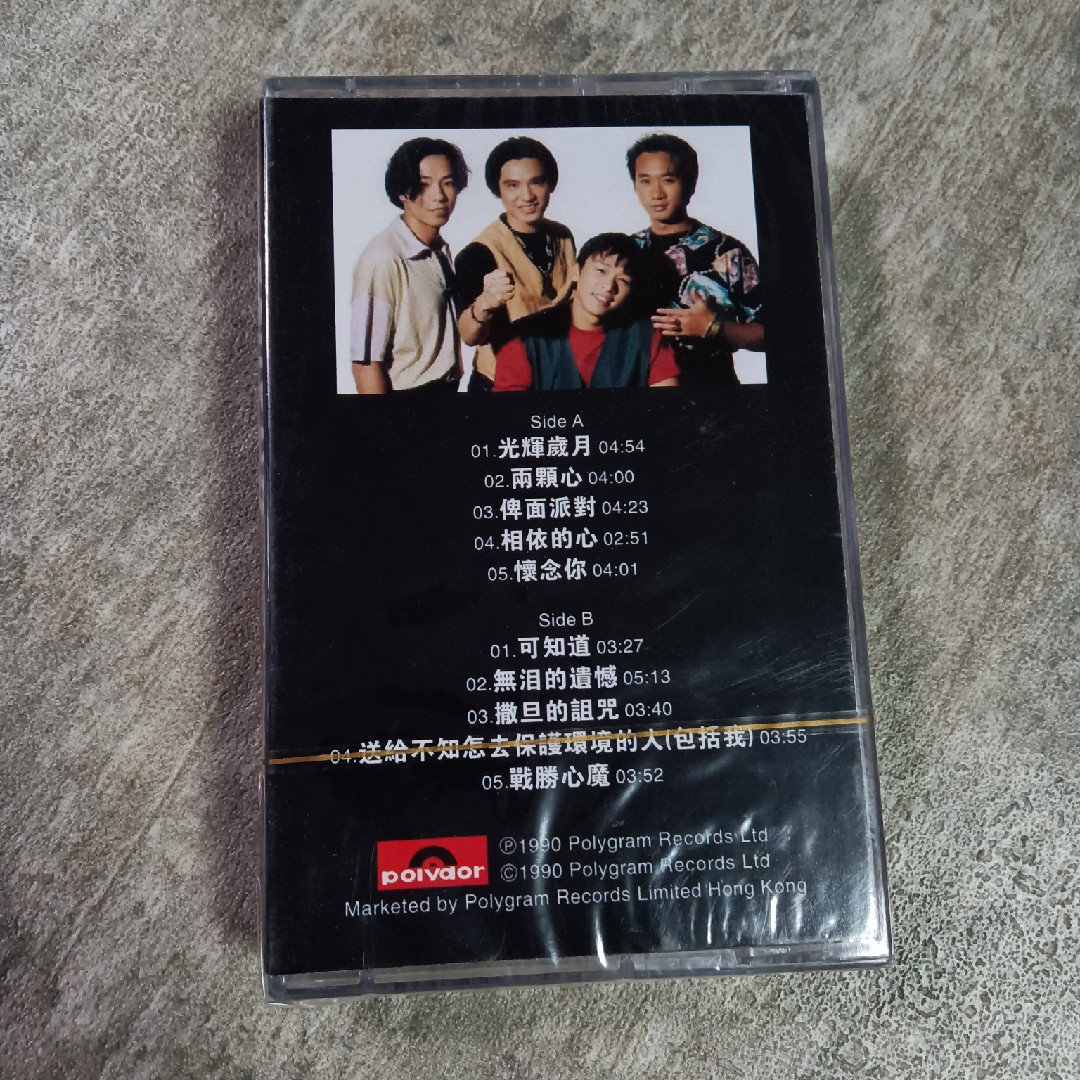 Side A
01.光輝歲月 04:54
02.兩顆心 04:00
03.俾面派對 04:23
04.相依的心 02:51
05.懷念你 04:01
Side B
01.可知道 03:27
02.無泪的遺憾 05:13
03.撒旦的詛咒 03:40
04.送給不知怎去保護環境的人(包括我) 03:55
05.戰勝心魔 03:52
polydor
℗1990 Polygram Records Ltd
©1990 Polygram Records Ltd
Marketed by Polygram Records Limited Hong Kong